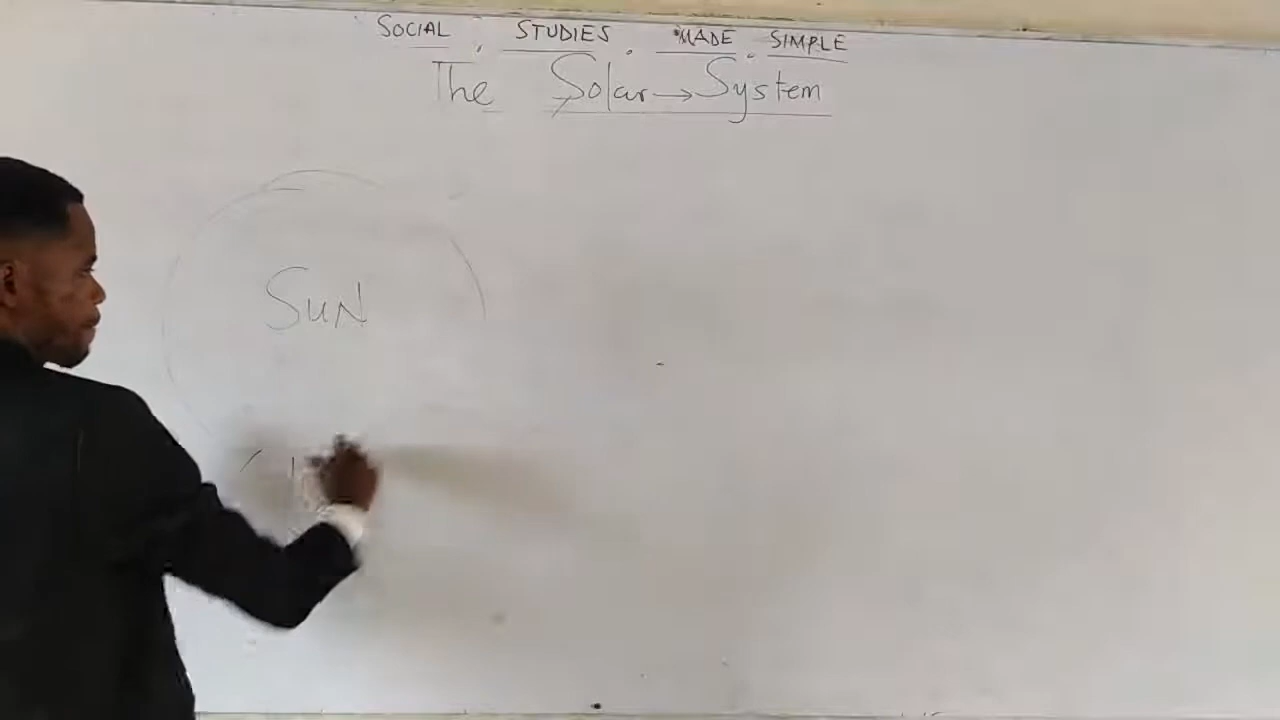 SOCIAL . STUDIES . MADE . SIMPLE
The Solar → System
SUN